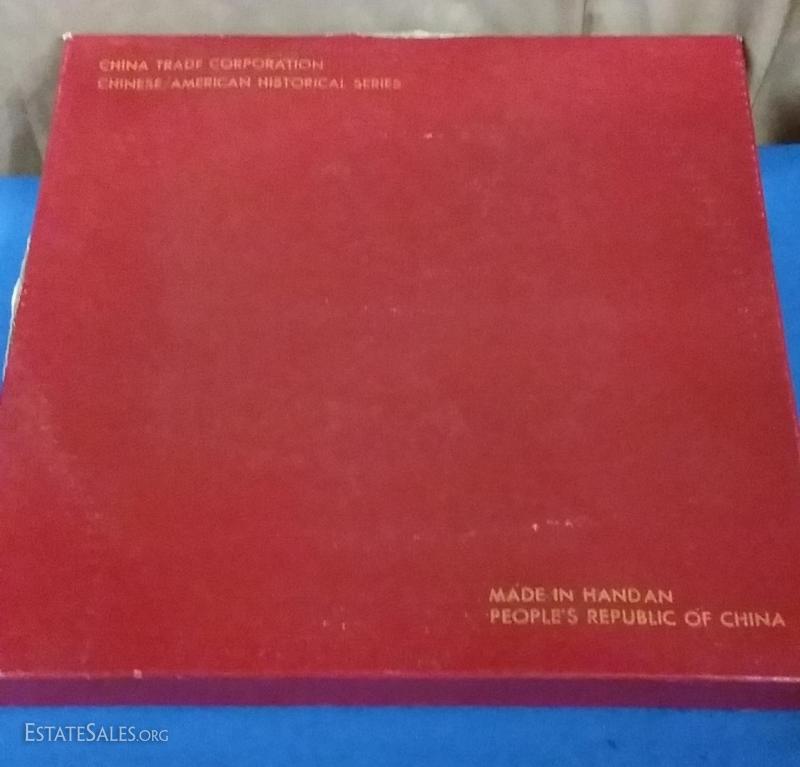 CHINA TRADE CORPORATION
CHINESE/AMERICAN HISTORICAL SERIES
MADE IN HANDAN
PEOPLE'S REPUBLIC OF CHINA
ESTATESALES.ORG